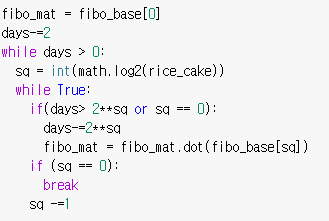 fibo_mat = fibo_base[0]
days-=2
while days > 0:
  sq = int(math.log2(rice_cake))
  while True:
    if(days> 2**sq or sq == 0):
      days-=2**sq
      fibo_mat = fibo_mat.dot(fibo_base[sq])
    if (sq == 0):
      break
    sq -=1